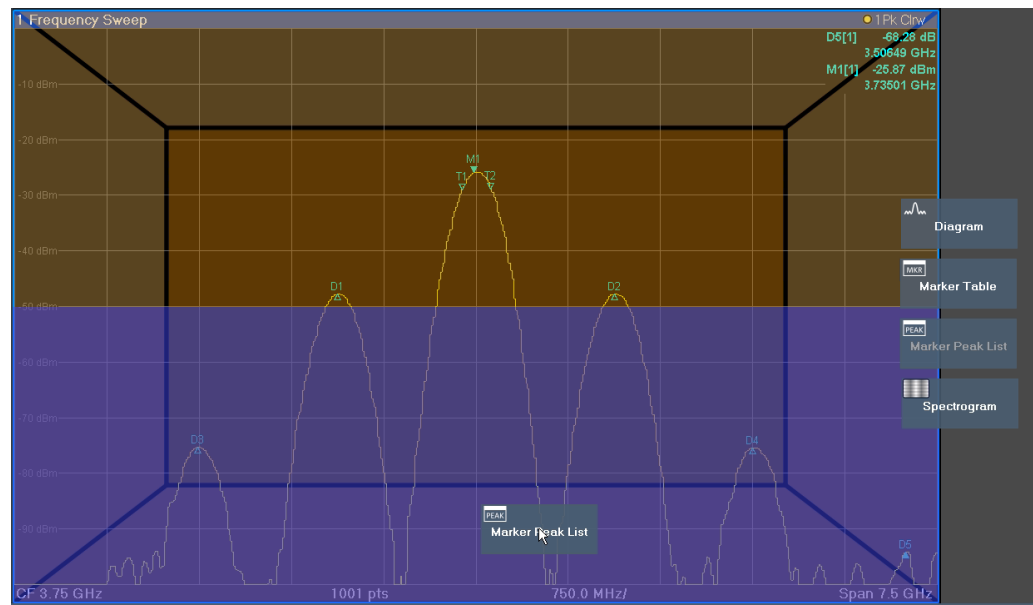 1 Frequency Sweep
1Pk Clrw
D5[1] -68.28 dB
3.50649 GHz
M1[1] -25.87 dBm
3.73501 GHz
-10 dBm
-20 dBm
M1
T1 T2
-30 dBm
Diagram
-40 dBm
MKR
Marker Table
D1 D2
-50 dBm
PEAK
Marker Peak List
-60 dBm
Spectrogram
-70 dBm
D3 D4
-80 dBm
PEAK
Marker Peak List
-90 dBm
D5
CF 3.75 GHz 1001 pts 750.0 MHz/ Span 7.5 GHz